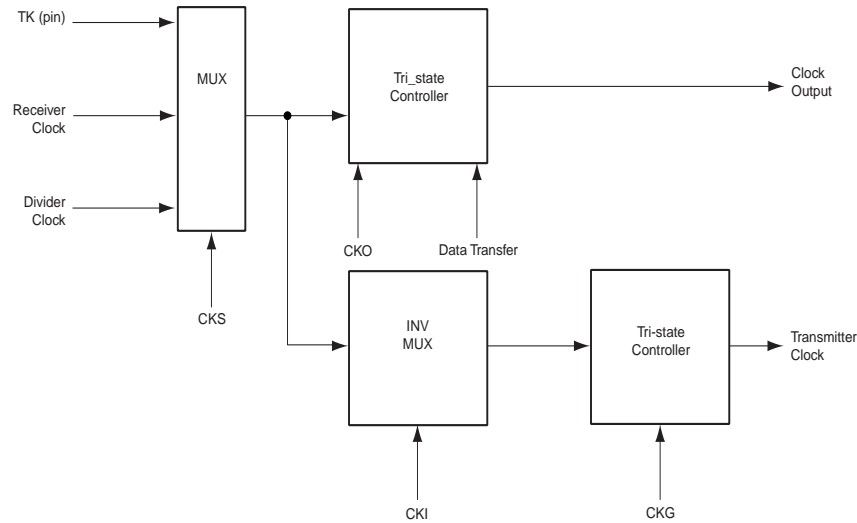 TK (pin)
MUX
Tri_state
Controller
Clock
Output
Receiver
Clock
Divider
Clock
CKO
Data Transfer
CKS
INV
MUX
Tri-state
Controller
Transmitter
Clock
CKI
CKG